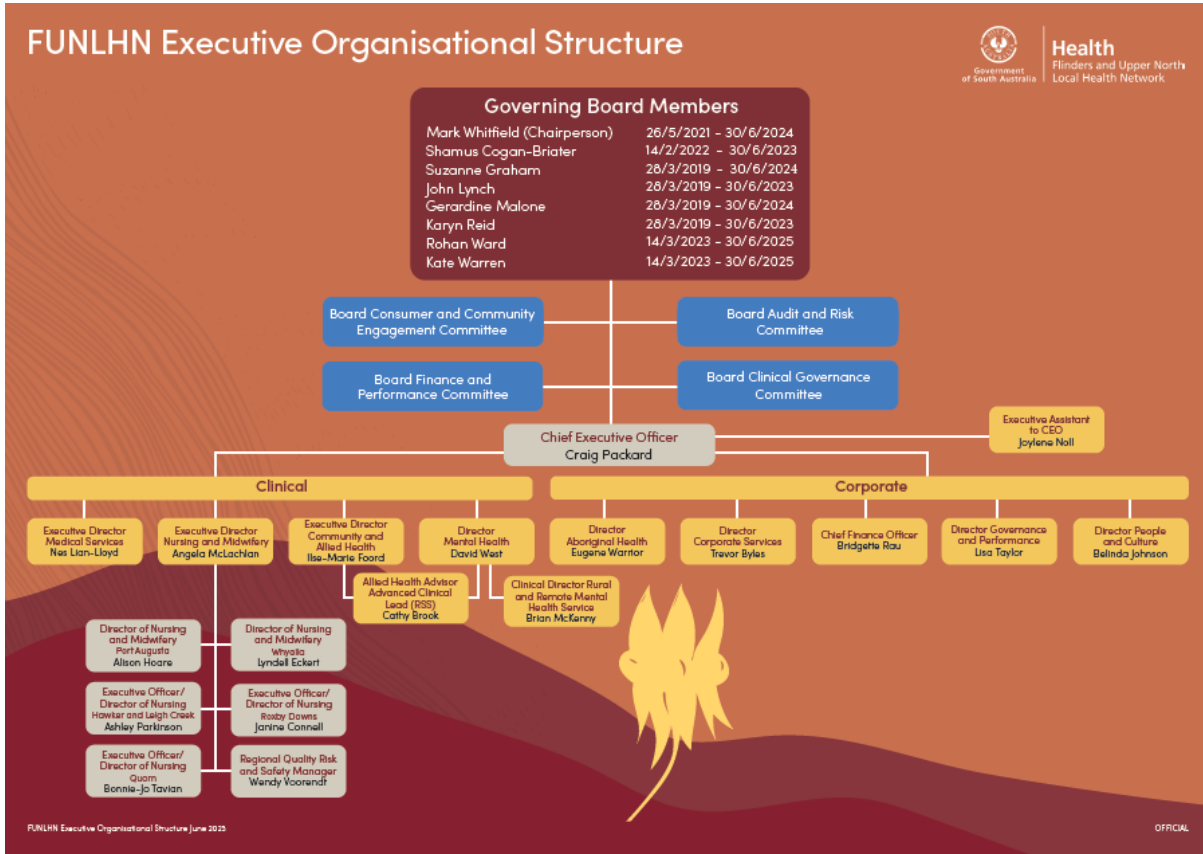 FUNLHN Executive Organisational Structure
Government
of South Australia
Health
Flinders and Upper North
Local Health Network
Governing Board Members
Mark Whitfield (Chairperson) 26/5/2021 - 30/6/2024
Shamus Cogan-Briater 14/2/2022 - 30/6/2023
Suzanne Graham 28/3/2019 - 30/6/2024
John Lynch 28/3/2019 - 30/6/2023
Gerardine Malone 28/3/2019 - 30/6/2024
Karyn Reid 28/3/2019 - 30/6/2023
Rohan Ward 14/3/2023 - 30/6/2025
Kate Warren 14/3/2023 - 30/6/2025
Board Consumer and Community
Engagement Committee
Board Audit and Risk
Committee
Board Finance and
Performance Committee
Board Clinical Governance
Committee
Chief Executive Officer
Craig Packard
Executive Assistant
to CEO
Joylene Noll
Clinical
Corporate
Executive Director
Medical Services
Nes Lian-Lloyd
Executive Director
Nursing and Midwifery
Angela McLachlan
Executive Director
Community and
Allied Health
Ilse-Marie Foord
Director
Mental Health
David West
Director
Aboriginal Health
Eugene Warrior
Director
Corporate Services
Trevor Byles
Chief Finance Officer
Bridgette Rau
Director Governance
and Performance
Lisa Taylor
Director People
and Culture
Belinda Johnson
Allied Health Advisor
Advanced Clinical
Lead (RSS)
Cathy Brook
Clinical Director Rural
and Remote Mental
Health Service
Brian McKenny
Director of Nursing
and Midwifery
Port Augusta
Alison Hoare
Director of Nursing
and Midwifery
Whyalla
Lyndell Eckert
Executive Officer/
Director of Nursing
Hawker and Leigh Creek
Ashley Parkinson
Executive Officer/
Director of Nursing
Roxby Downs
Janine Connell
Executive Officer/
Director of Nursing
Quorn
Bonnie-Jo Tavian
Regional Quality Risk
and Safety Manager
Wendy Voorendt
FUNLHN Executive Organisational Structure June 2023
OFFICIAL